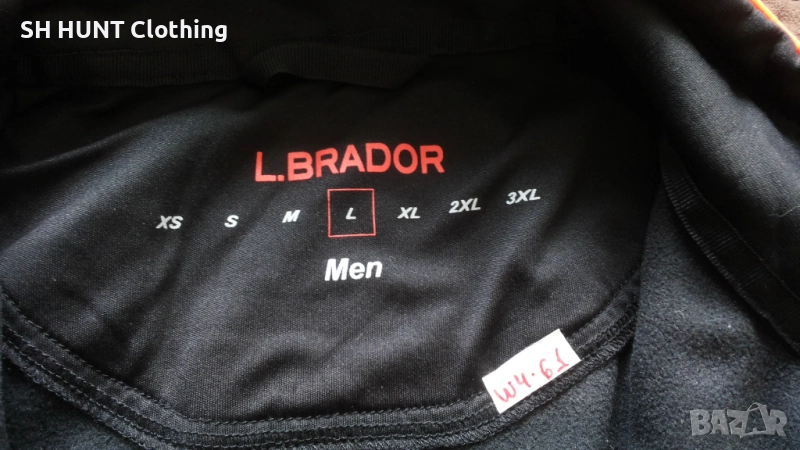 SH HUNT Clothing
L.BRADOR
XS S M L XL 2XL 3XL
Men
W4.61
BAZAR